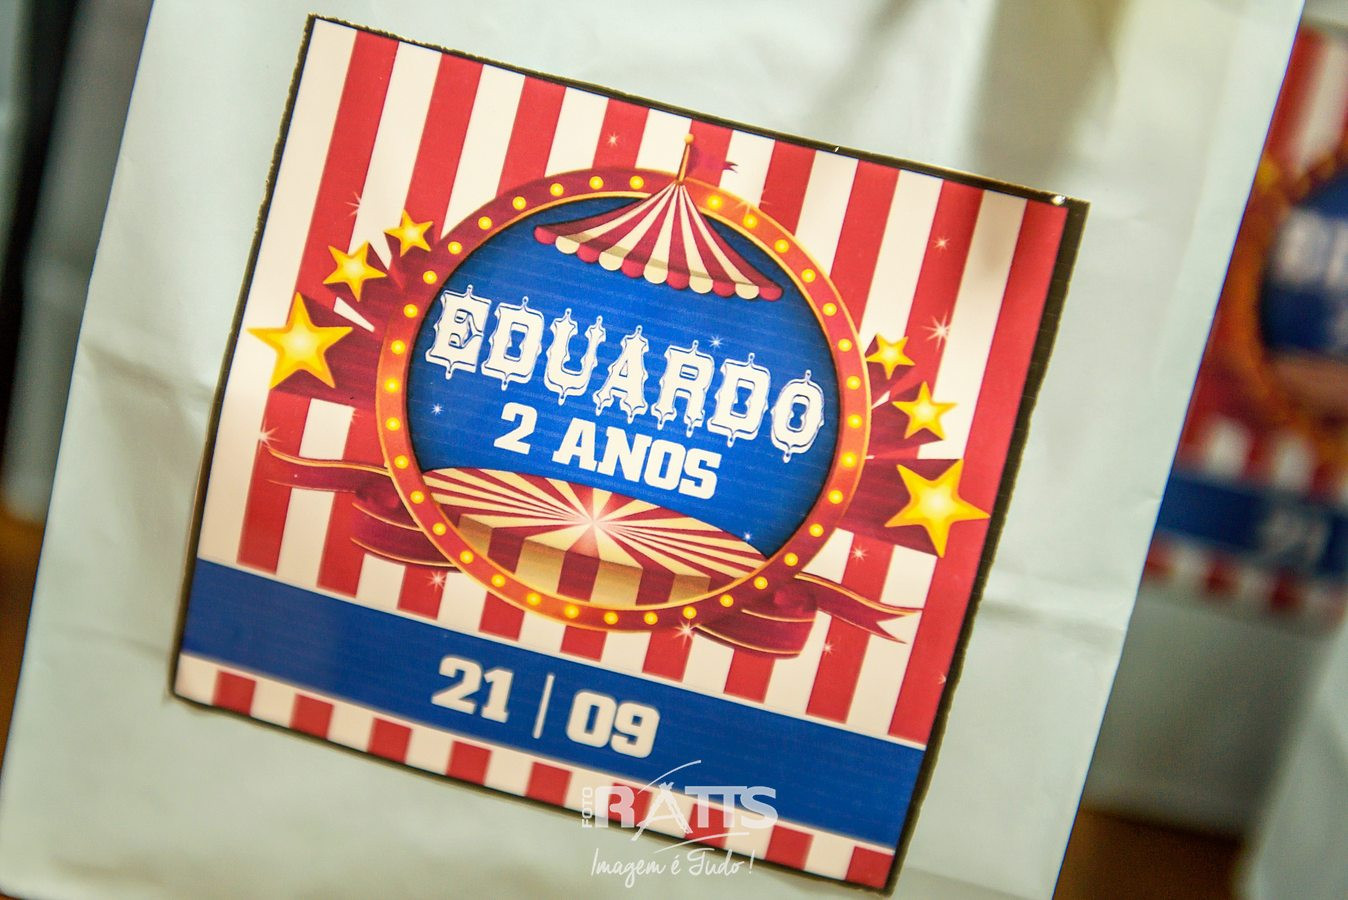 EDUARDO
2 ANOS
21 | 09
FOTO RATTS
Imagem é Tudo!